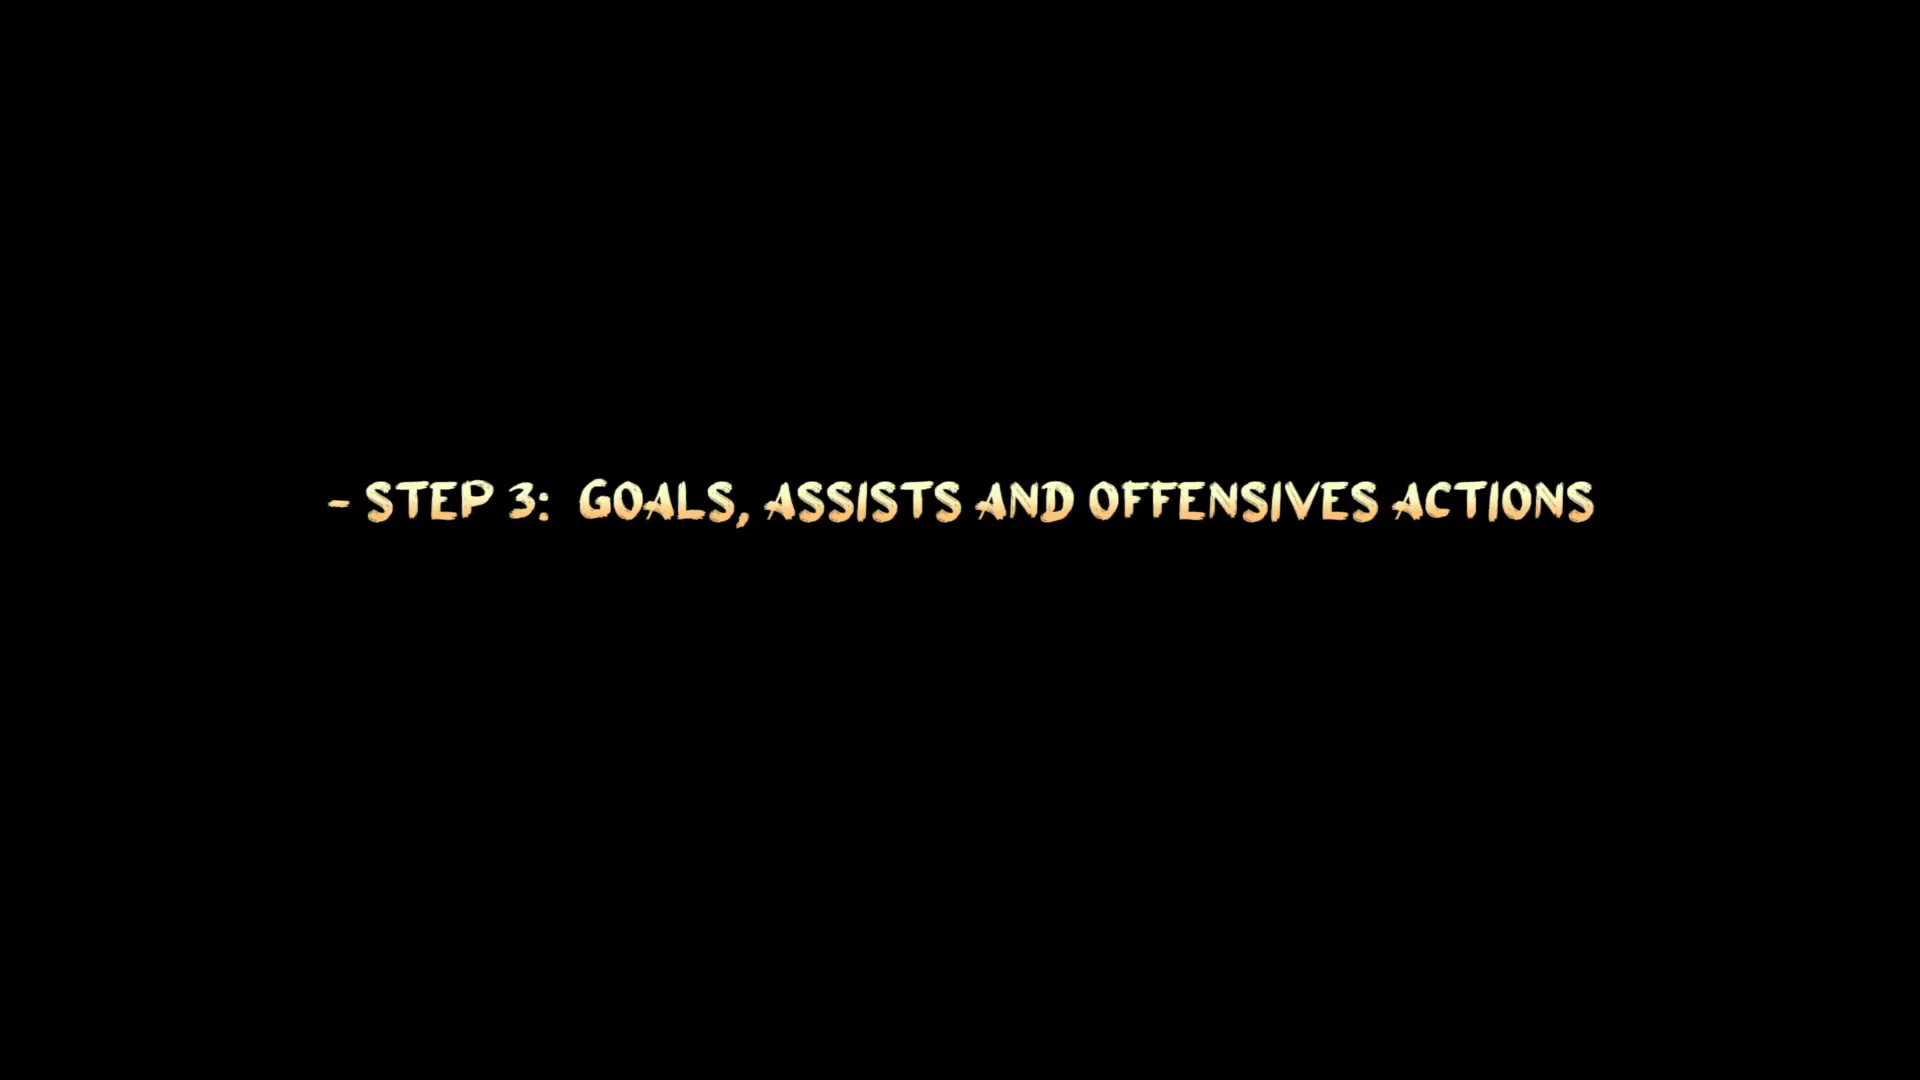 - STEP 3: GOALS, ASSISTS AND OFFENSIVES ACTIONS